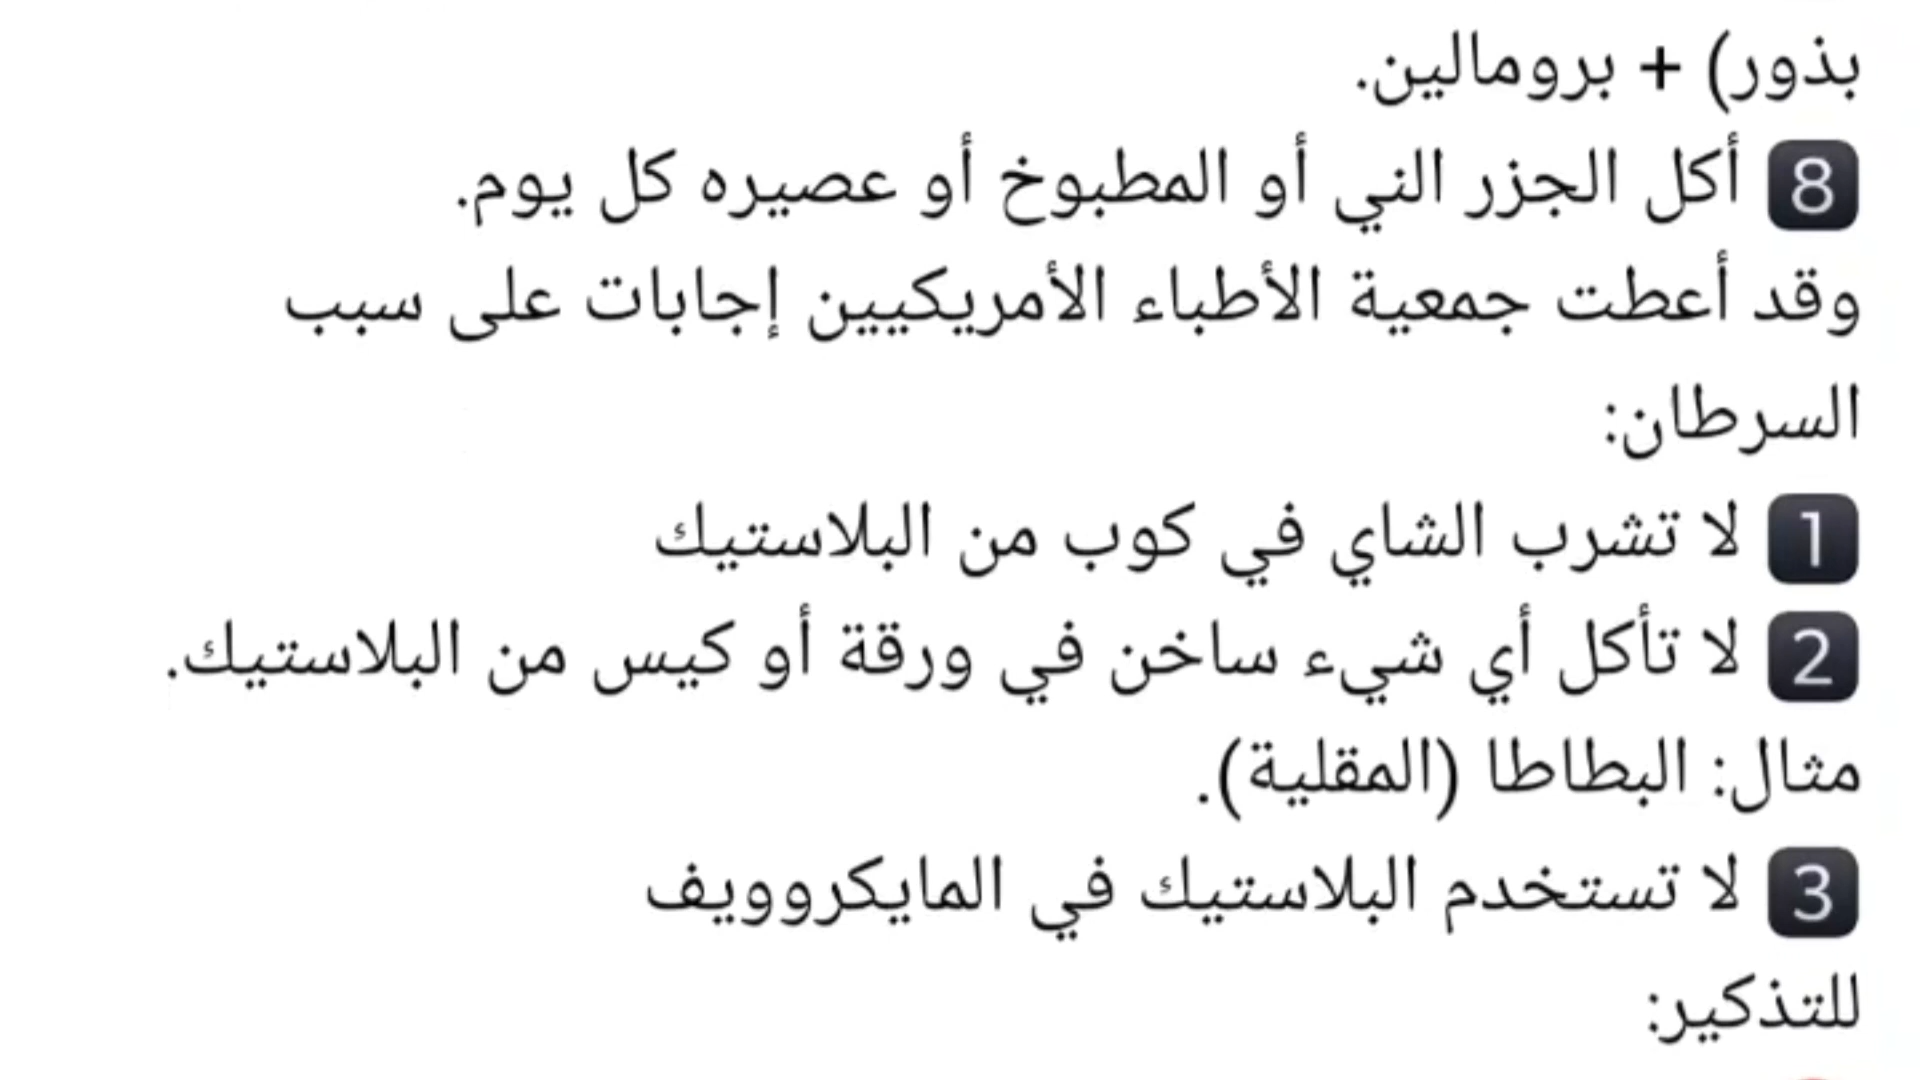 بذور) + برومالين.
8 أكل الجزر الني أو المطبوخ أو عصيره كل يوم.
وقد أعطت جمعية الأطباء الأمريكيين إجابات على سبب
السرطان:
1 لا تشرب الشاي في كوب من البلاستيك
2 لا تأكل أي شيء ساخن في ورقة أو كيس من البلاستيك.
مثال: البطاطا (المقلية).
3 لا تستخدم البلاستيك في المايكروويف
للتذكير: